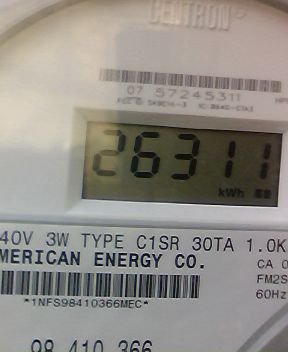 CENTRON
07 57245311
26311
kWh
40V 3W TYPE C1SR 30TA 1.0K
MERICAN ENERGY CO.
CA 0
FM2S
60Hz
*1NFS98410366MEC*
98 410 366